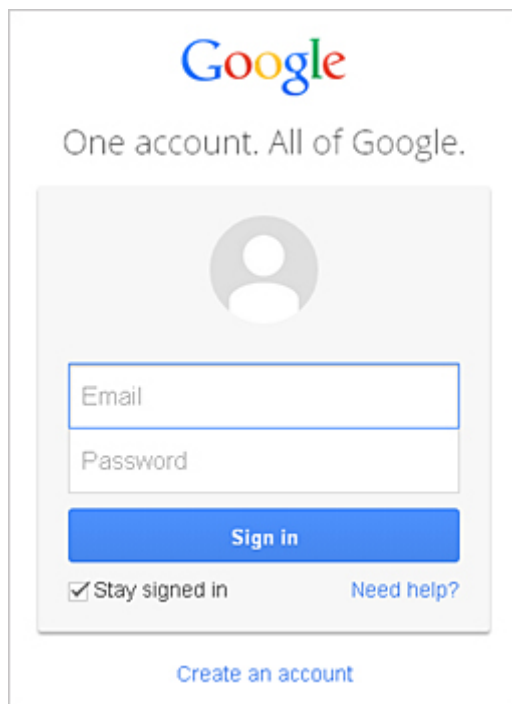 Google
One account. All of Google.
Email
Password
Sign in
Stay signed in Need help?
Create an account